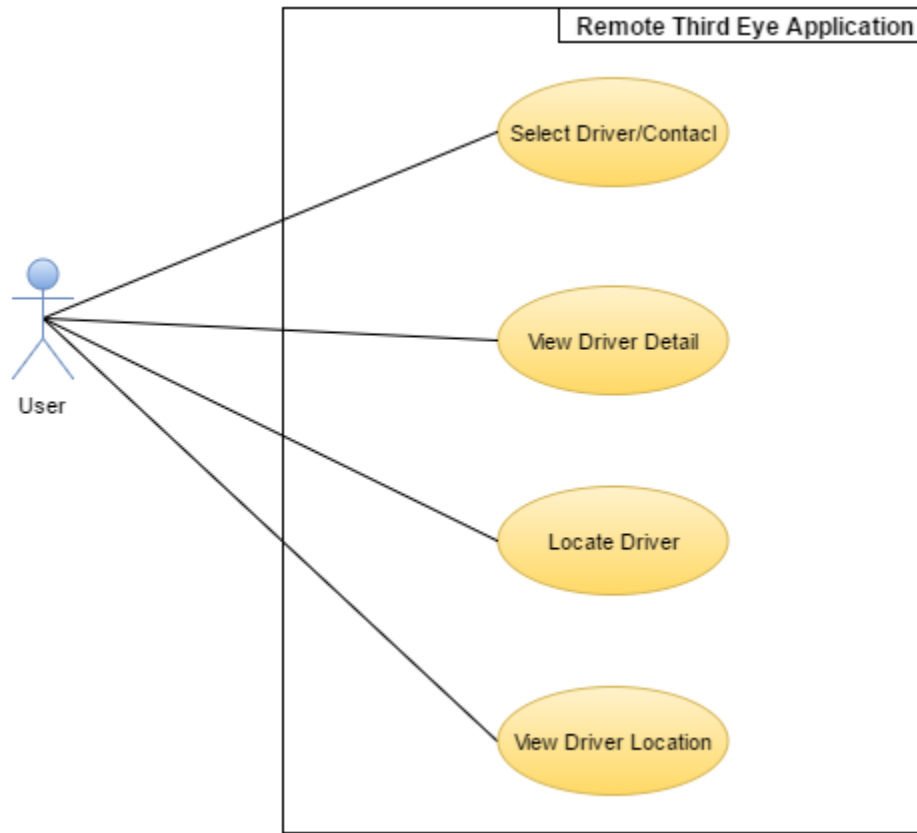 Remote Third Eye Application
Select Driver/Contacl
View Driver Detail
User
Locate Driver
View Driver Location